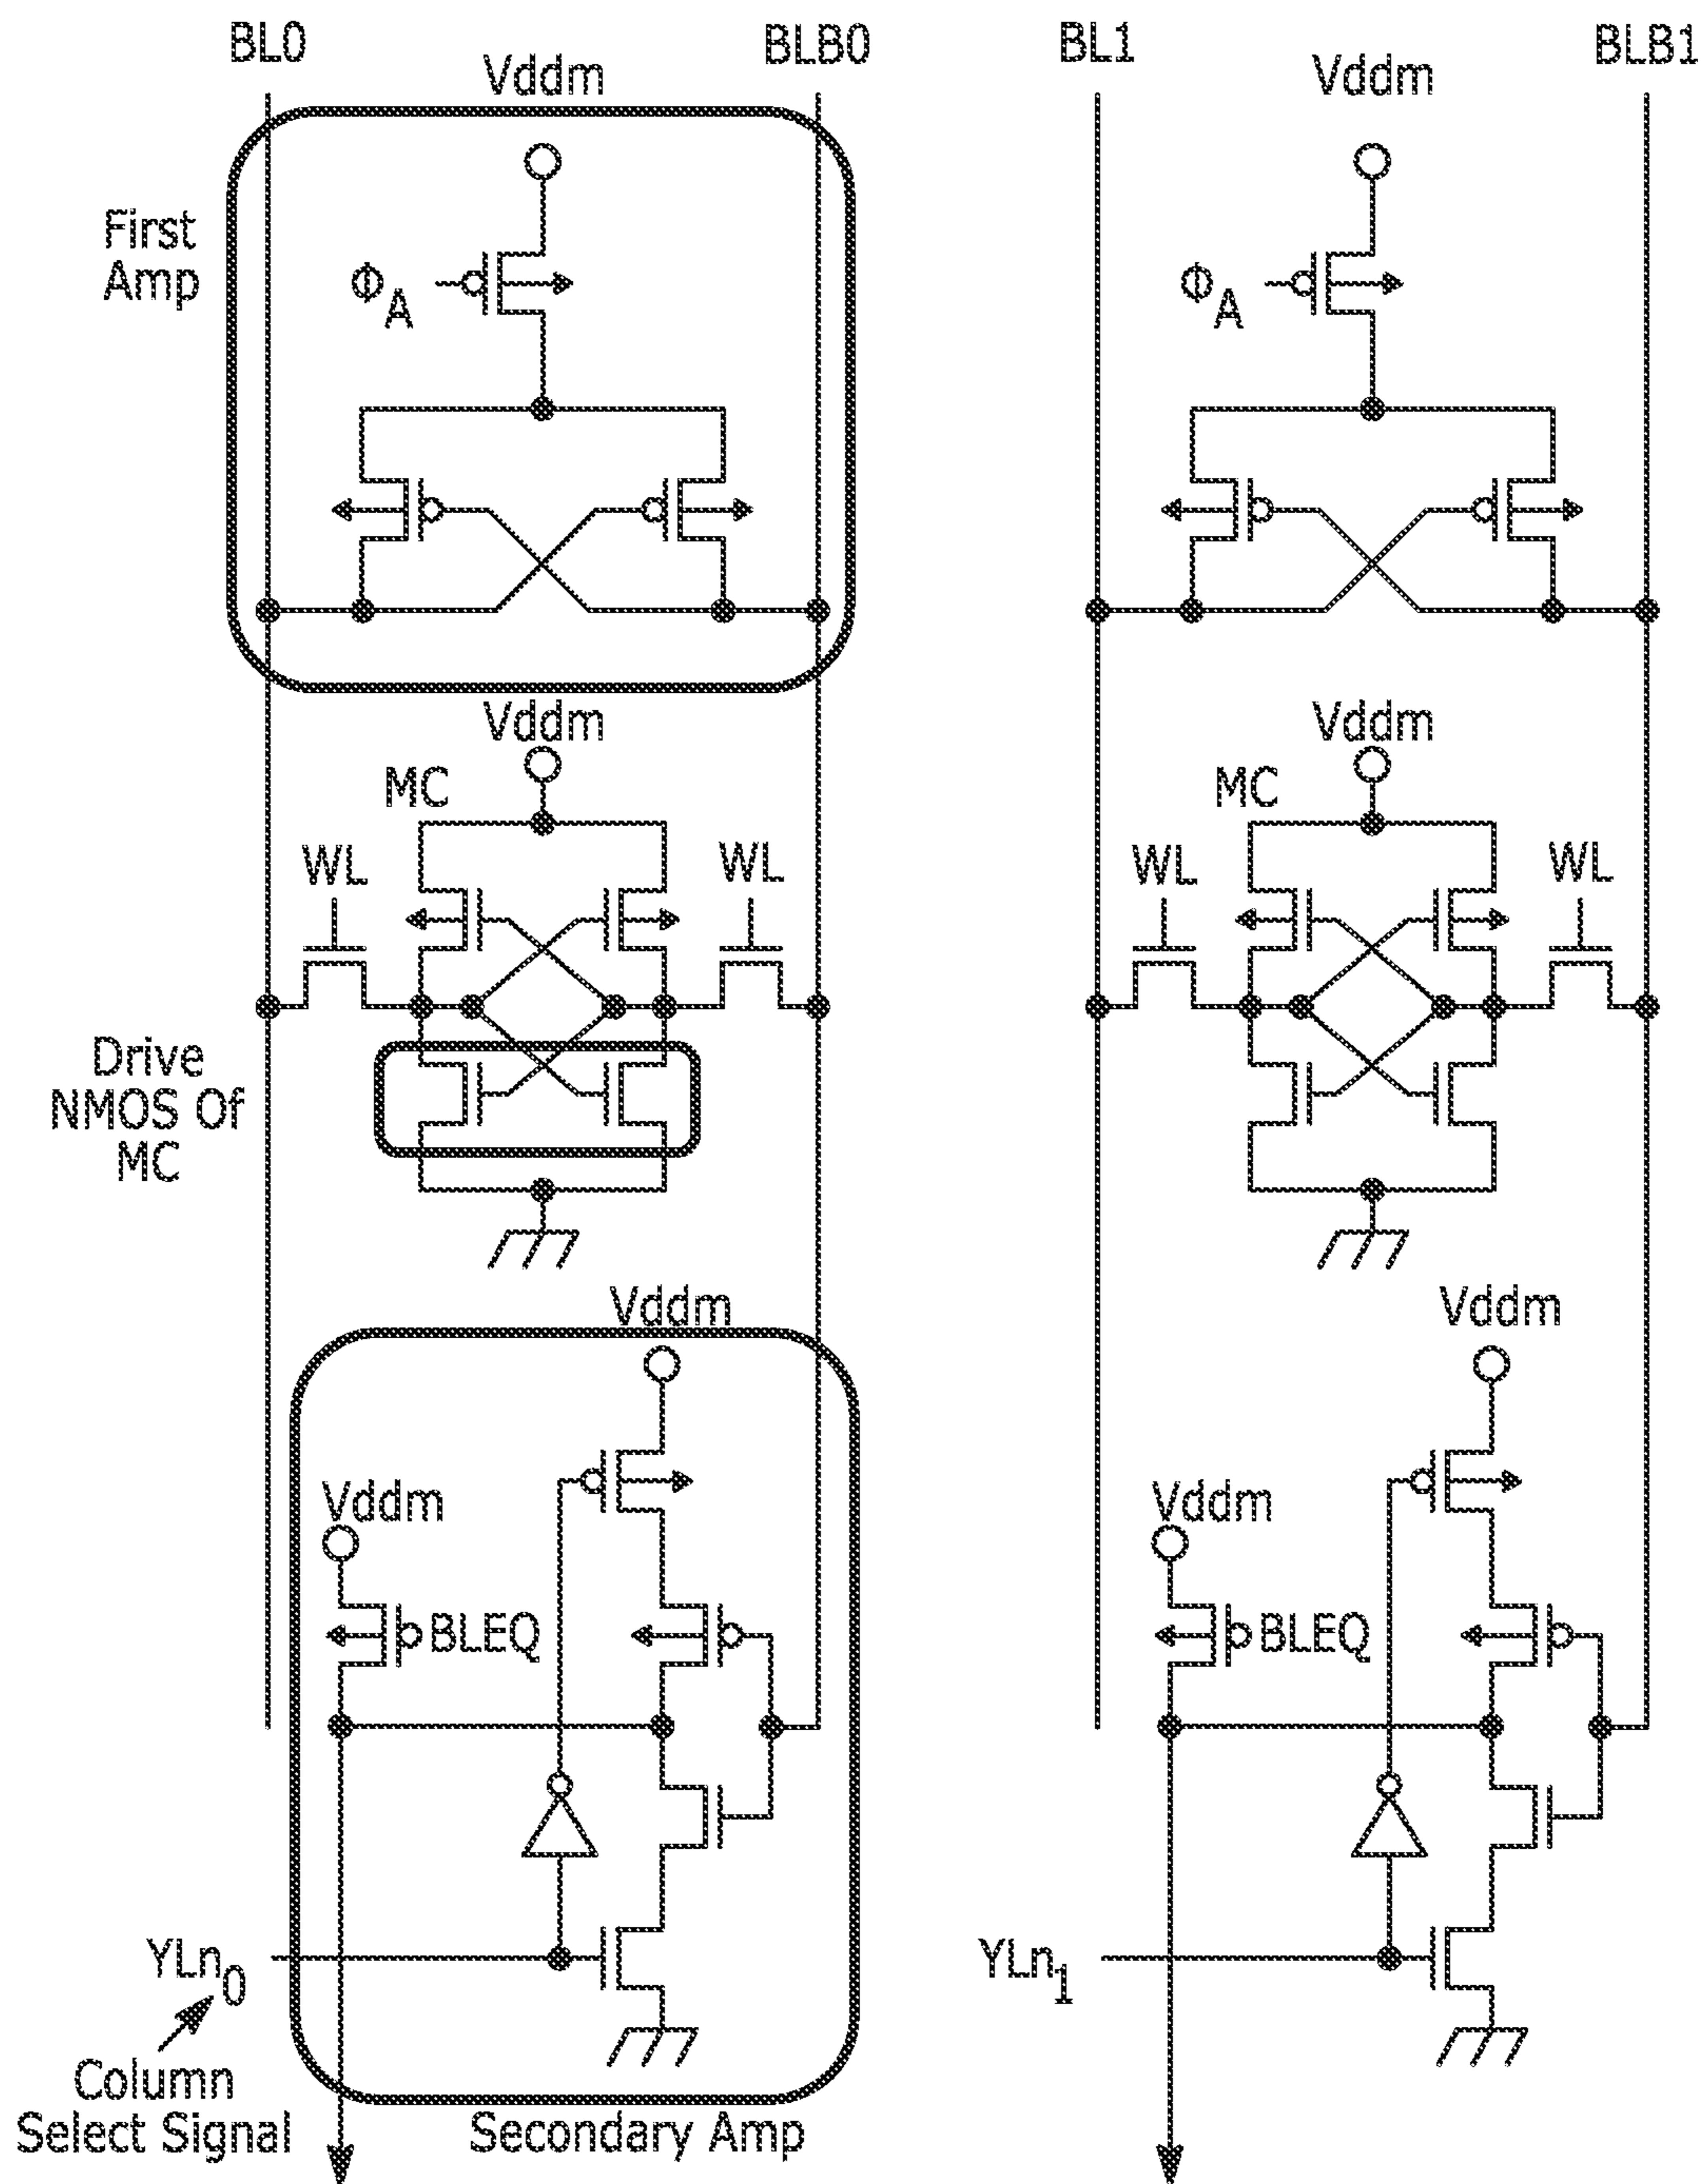 BL0
BLB0
BL1
BLB1
Vddm
Vddm
First
Amp
ΦA
ΦA
Vddm
Vddm
MC
MC
WL
WL
WL
WL
Drive
NMOS Of
MC
Vddm
Vddm
Vddm
Vddm
BLEQ
BLEQ
YLn0
YLn1
Column
Select Signal
Secondary Amp